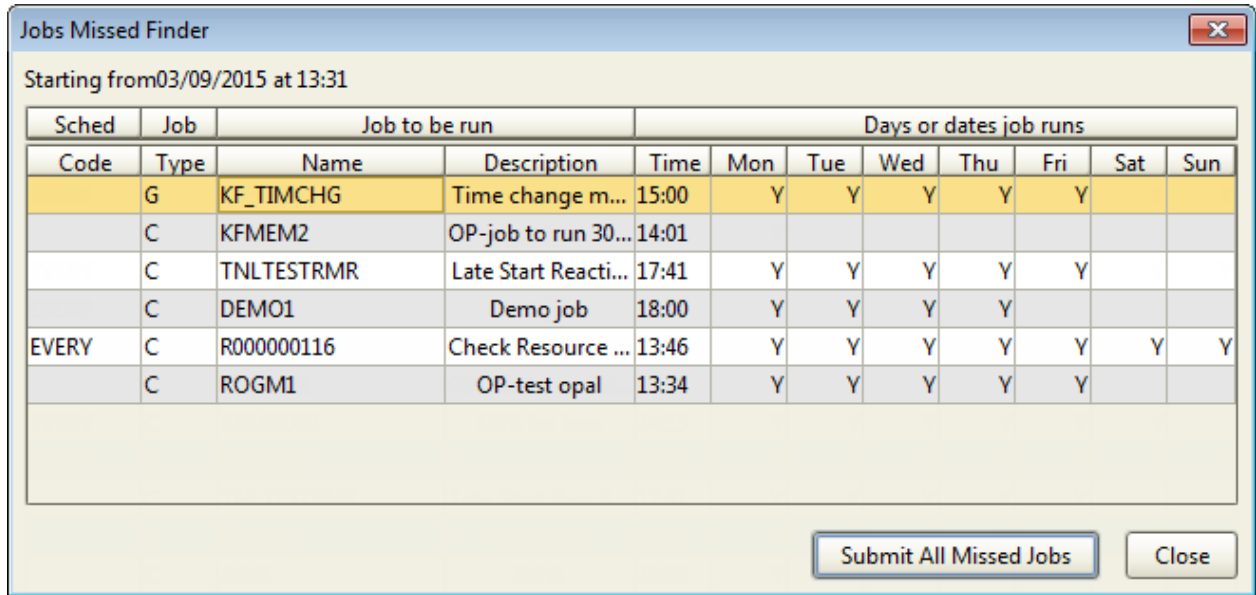 Jobs Missed Finder
Starting from03/09/2015 at 13:31
Sched Job Job to be run Days or dates job runs
Code Type Name Description Time Mon Tue Wed Thu Fri Sat Sun
G KF_TIMCHG Time change m... 15:00 Y Y Y Y Y
C KFMEM2 OP-job to run 30... 14:01
C TNLTESTRMR Late Start Reacti... 17:41 Y Y Y Y Y
C DEMO1 Demo job 18:00 Y Y Y Y
EVERY C R000000116 Check Resource ... 13:46 Y Y Y Y Y Y Y
C ROGM1 OP-test opal 13:34 Y Y Y Y Y
Submit All Missed Jobs Close